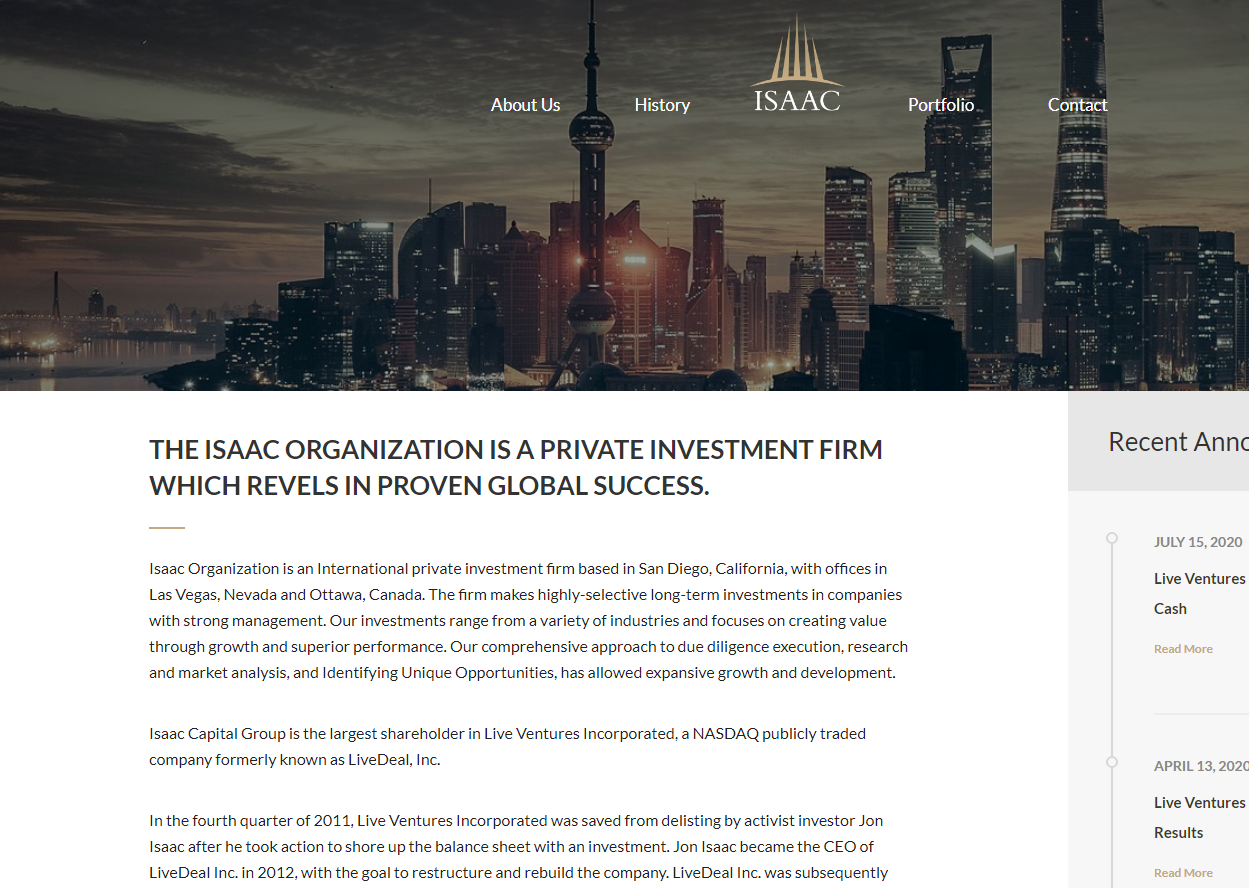 About Us
History
ISAAC
Portfolio
Contact
THE ISAAC ORGANIZATION IS A PRIVATE INVESTMENT FIRM
WHICH REVELS IN PROVEN GLOBAL SUCCESS.
Isaac Organization is an International private investment firm based in San Diego, California, with offices in
Las Vegas, Nevada and Ottawa, Canada. The firm makes highly-selective long-term investments in companies
with strong management. Our investments range from a variety of industries and focuses on creating value
through growth and superior performance. Our comprehensive approach to due diligence execution, research
and market analysis, and Identifying Unique Opportunities, has allowed expansive growth and development.
Isaac Capital Group is the largest shareholder in Live Ventures Incorporated, a NASDAQ publicly traded
company formerly known as LiveDeal, Inc.
In the fourth quarter of 2011, Live Ventures Incorporated was saved from delisting by activist investor Jon
Isaac after he took action to shore up the balance sheet with an investment. Jon Isaac became the CEO of
LiveDeal Inc. in 2012, with the goal to restructure and rebuild the company. LiveDeal Inc. was subsequently
Recent Anno
JULY 15, 2020
Live Ventures
Cash
Read More
APRIL 13, 2020
Live Ventures
Results
Read More